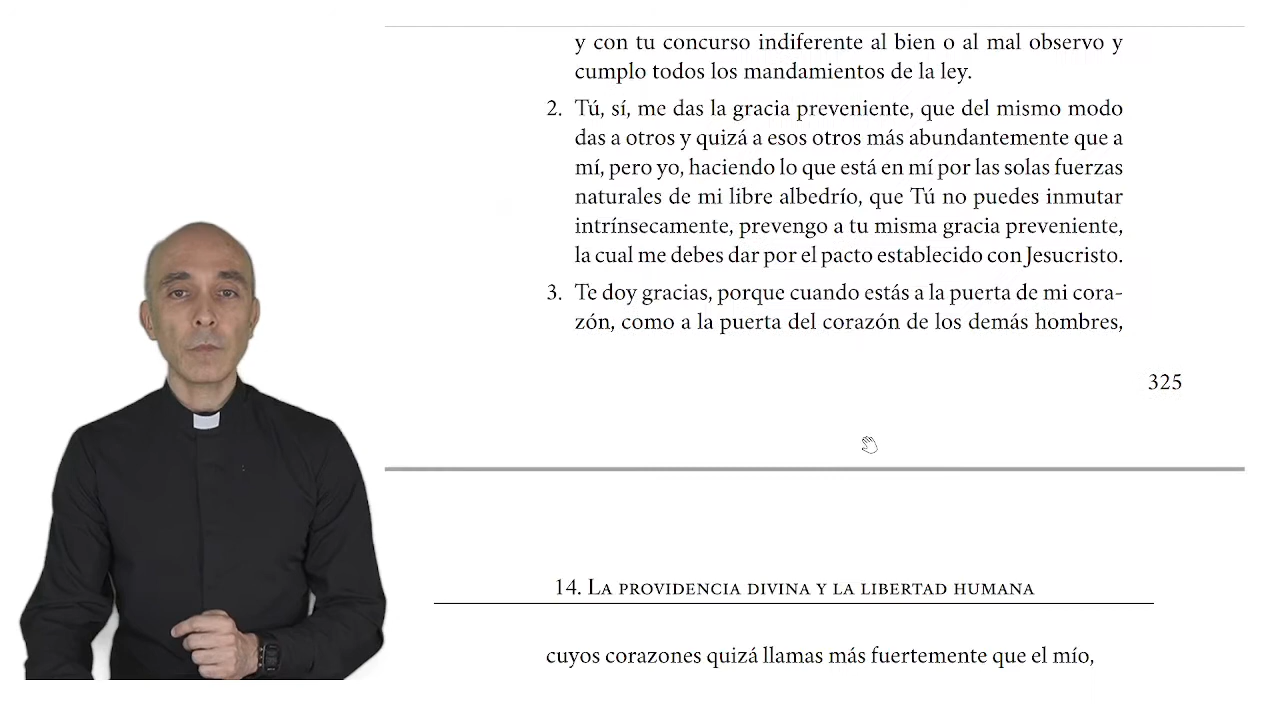 y con tu concurso indiferente al bien o al mal observo y
cumplo todos los mandamientos de la ley.
2. Tú, sí, me das la gracia preveniente, que del mismo modo
das a otros y quizá a esos otros más abundantemente que a
mí, pero yo, haciendo lo que está en mí por las solas fuerzas
naturales de mi libre albedrío, que Tú no puedes inmutar
intrínsecamente, prevengo a tu misma gracia preveniente,
la cual me debes dar por el pacto establecido con Jesucristo.
3. Te doy gracias, porque cuando estás a la puerta de mi cora-
zón, como a la puerta del corazón de los demás hombres,
325
14. La providencia divina y la libertad humana
cuyos corazones quizá llamas más fuertemente que el mío,